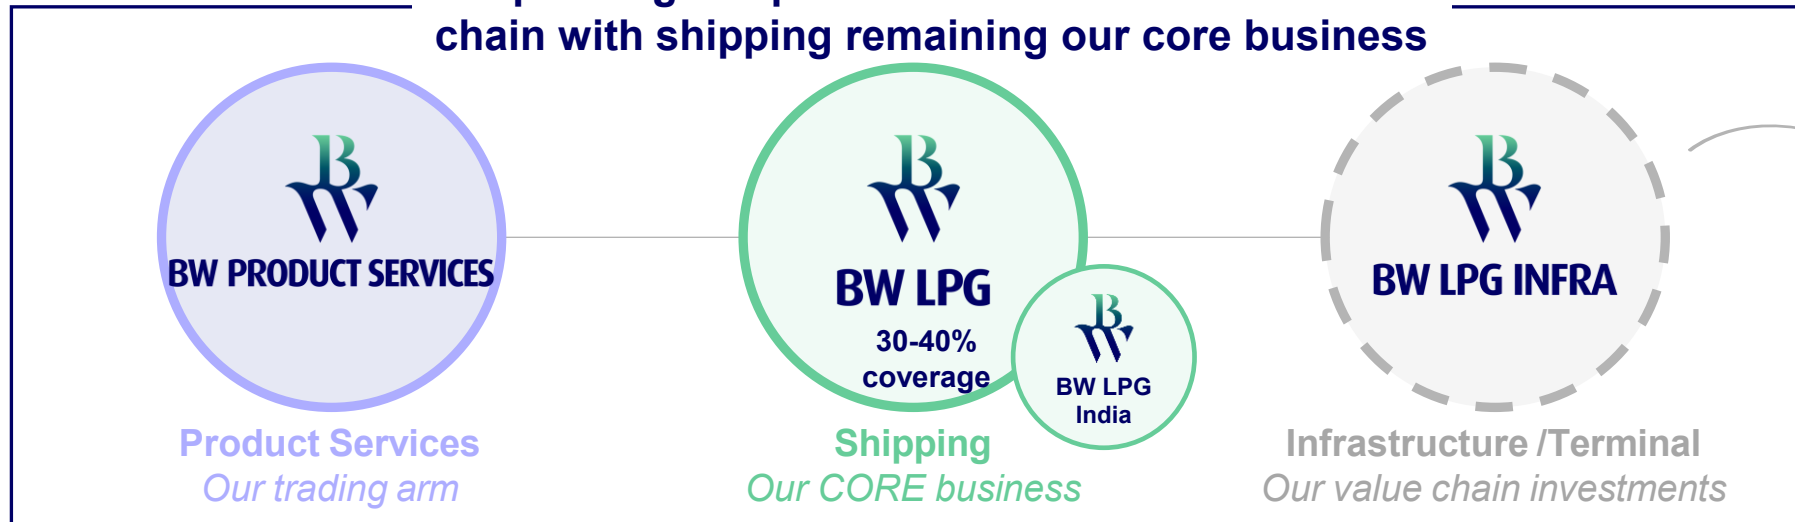 chain with shipping remaining our core business
BW PRODUCT SERVICES
Product Services
Our trading arm
BW LPG
30-40%
coverage
BW LPG
India
Shipping
Our CORE business
BW LPG INFRA
Infrastructure /Terminal
Our value chain investments